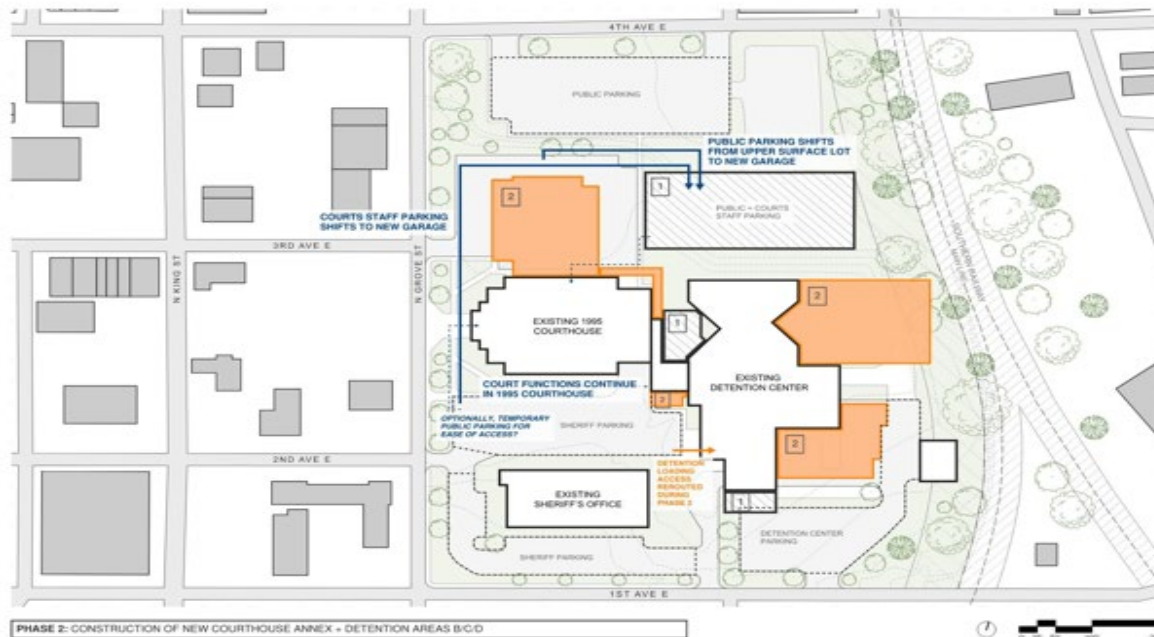 4TH AVE E
PUBLIC PARKING
PUBLIC PARKING SHIFTS
FROM UPPER SURFACE LOT
TO NEW GARAGE
1
2
PUBLIC + COURTS
STAFF PARKING
COURTS STAFF PARKING
SHIFTS TO NEW GARAGE
3RD AVE E
N KING ST
N GROVE ST
SOUTHERN RAILWAY
2
1
EXISTING 1995
COURTHOUSE
EXISTING
DETENTION CENTER
COURT FUNCTIONS CONTINUE
IN 1995 COURTHOUSE
2
OPTIONALLY, TEMPORARY
PUBLIC PARKING FOR
EASE OF ACCESS?
SHERIFF PARKING
2
2ND AVE E
DETENTION
LOADING
ACCESS
REROUTED
DURING
PHASE 2
EXISTING
SHERIFF'S OFFICE
1
DETENTION CENTER
PARKING
SHERIFF PARKING
1ST AVE E
PHASE 2: CONSTRUCTION OF NEW COURTHOUSE ANNEX + DETENTION AREAS B/C/D